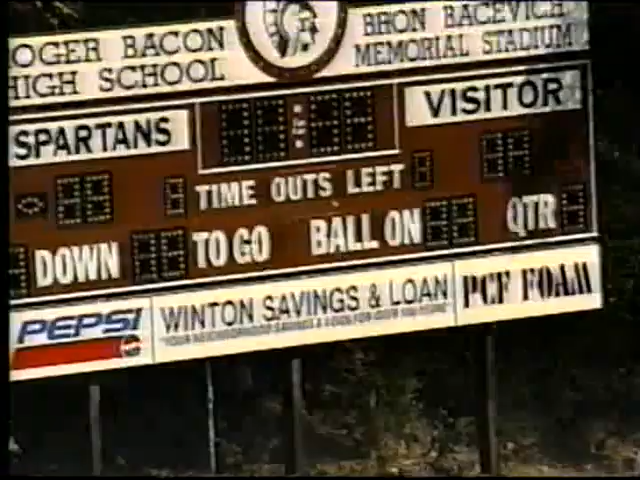 OGER BACON
HIGH SCHOOL
BRON BACEVICH
MEMORIAL STADIUM
SPARTANS
VISITOR
TIME OUTS LEFT
DOWN TO GO BALL ON QTR
PEPSI
WINTON SAVINGS & LOAN
PCF FOAM